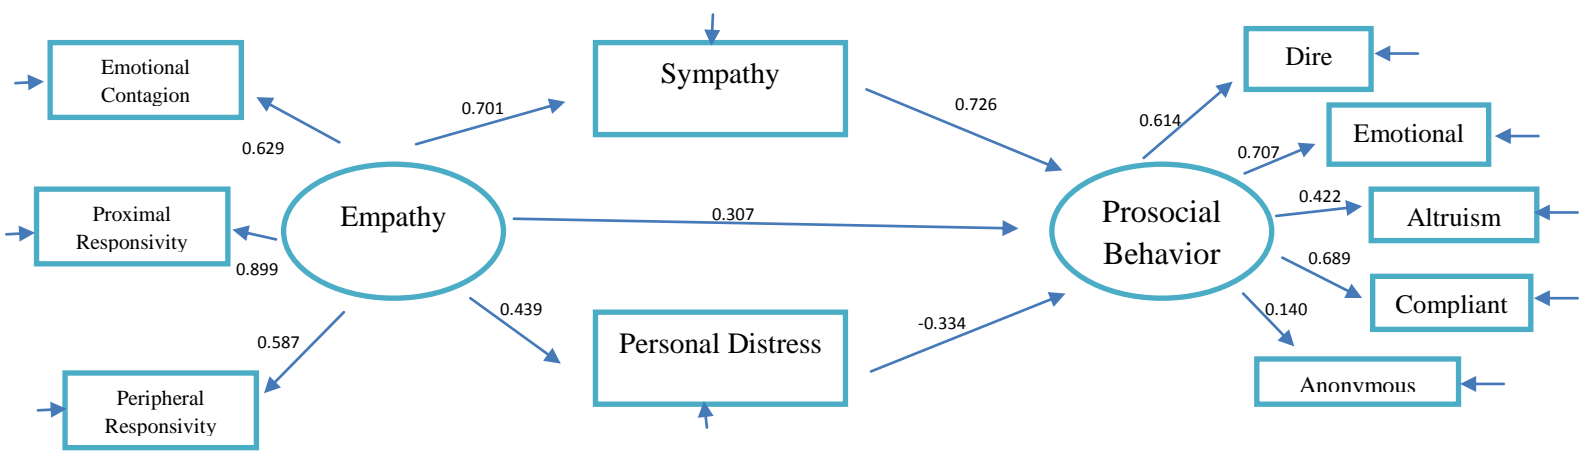 Emotional
Contagion
0.629
Proximal
Responsivity
0.899
Peripheral
Responsivity
0.587
Empathy
0.701
Sympathy
0.726
0.307
0.439
Personal Distress
-0.334
Prosocial
Behavior
0.614
Dire
0.707
Emotional
0.422
Altruism
0.689
Compliant
0.140
Anonymous